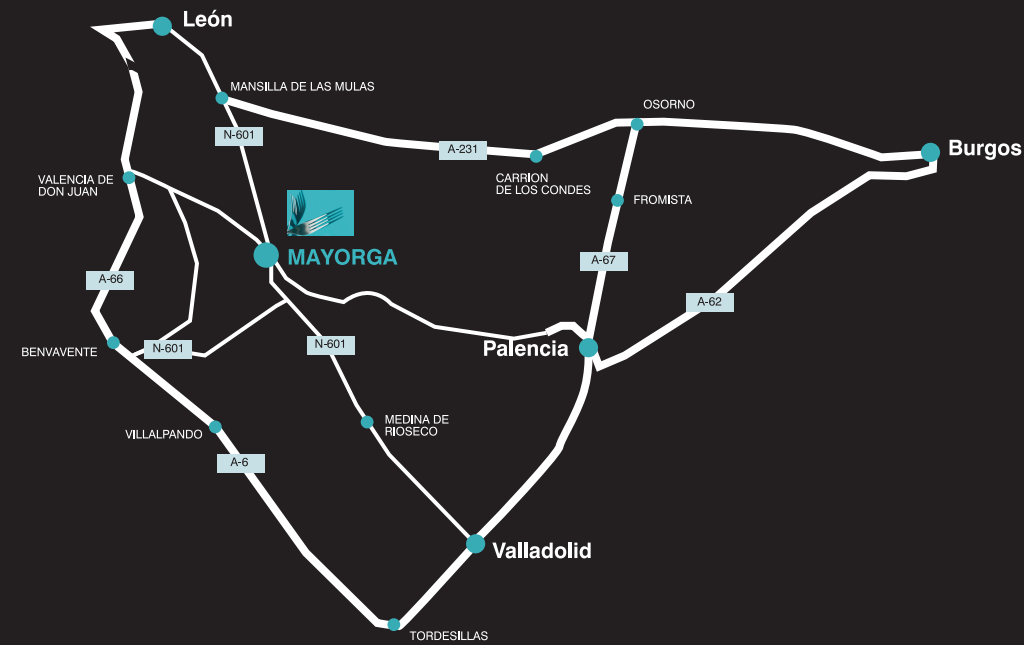 León
MANSILLA DE LAS MULAS
OSORNO
N-601
A-231
Burgos
CARRION
DE LOS CONDES
VALENCIA DE
DON JUAN
FROMISTA
MAYORGA
A-67
A-66
A-62
N-601
N-601
Palencia
BENVAVENTE
MEDINA DE
RIOSECO
VILLALPANDO
A-6
Valladolid
TORDESILLAS